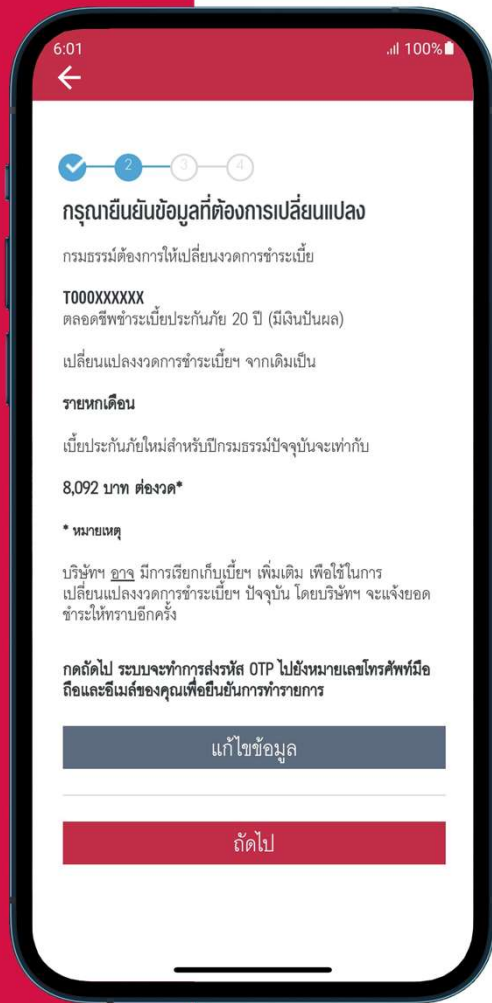 6:01
100%
2
3
4
กรุณายืนยันข้อมูลที่ต้องการเปลี่ยนแปลง
กรมธรรม์ต้องการให้เปลี่ยนงวดการชำระเบี้ย
T000XXXXXX
ตลอดชีพชำระเบี้ยประกันภัย 20 ปี (มีเงินปันผล)
เปลี่ยนแปลงงวดการชำระเบี้ยฯ จากเดิมเป็น
รายหกเดือน
เบี้ยประกันภัยใหม่สำหรับปีกรมธรรม์ปัจจุบันจะเท่ากับ
8,092 บาท ต่องวด*
* หมายเหตุ
บริษัทฯ อาจ มีการเรียกเก็บเบี้ยฯ เพิ่มเติม เพื่อใช้ในการ
เปลี่ยนแปลงงวดการชำระเบี้ยฯ ปัจจุบัน โดยบริษัทฯ จะแจ้งยอด
ชำระให้ทราบอีกครั้ง
กดถัดไป ระบบจะทำการส่งรหัส OTP ไปยังหมายเลขโทรศัพท์มือ
ถือและอีเมล์ของคุณเพื่อยืนยันการทำรายการ
แก้ไขข้อมูล
ถัดไป